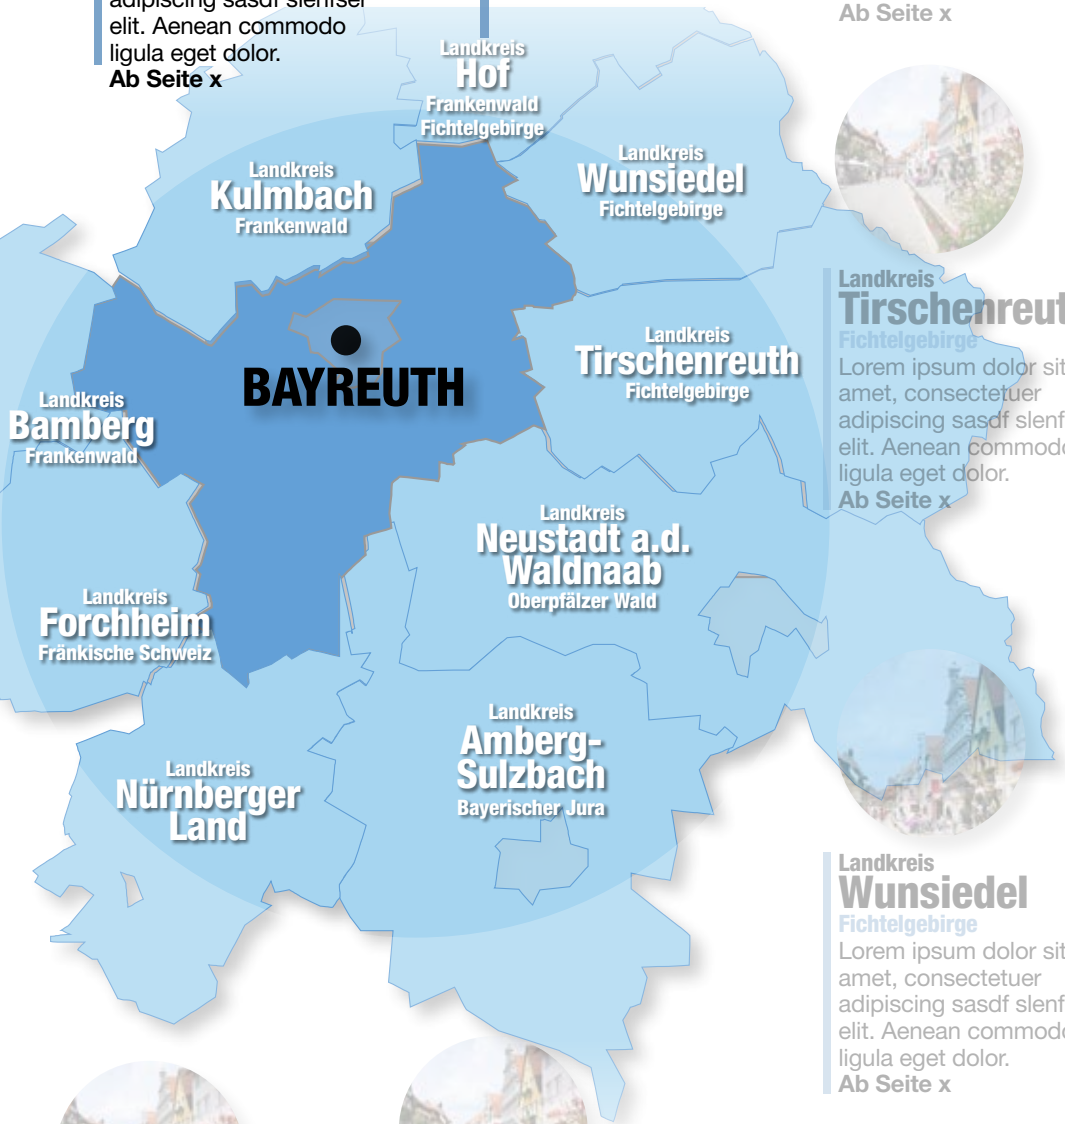 adipiscing sasdf slenfsef
elit. Aenean commodo
ligula eget dolor.
Ab Seite x
Ab Seite x
Landkreis
Hof
Frankenwald
Fichtelgebirge
Landkreis
Kulmbach
Frankenwald
Landkreis
Wunsiedel
Fichtelgebirge
Landkreis
Tirschenreuth
Fichtelgebirge
BAYREUTH
Landkreis
Bamberg
Frankenwald
Landkreis
Neustadt a.d.
Waldnaab
Oberpfälzer Wald
Landkreis
Forchheim
Fränkische Schweiz
Landkreis
Amberg-
Sulzbach
Bayerischer Jura
Landkreis
Nürnberger
Land
Landkreis
Tirschenreut
Fichtelgebirge
Lorem ipsum dolor sit
amet, consectetuer
adipiscing sasdf slenf
elit. Aenean commodo
ligula eget dolor.
Ab Seite x
Landkreis
Wunsiedel
Fichtelgebirge
Lorem ipsum dolor sit
amet, consectetuer
adipiscing sasdf slenf
elit. Aenean commodo
ligula eget dolor.
Ab Seite x